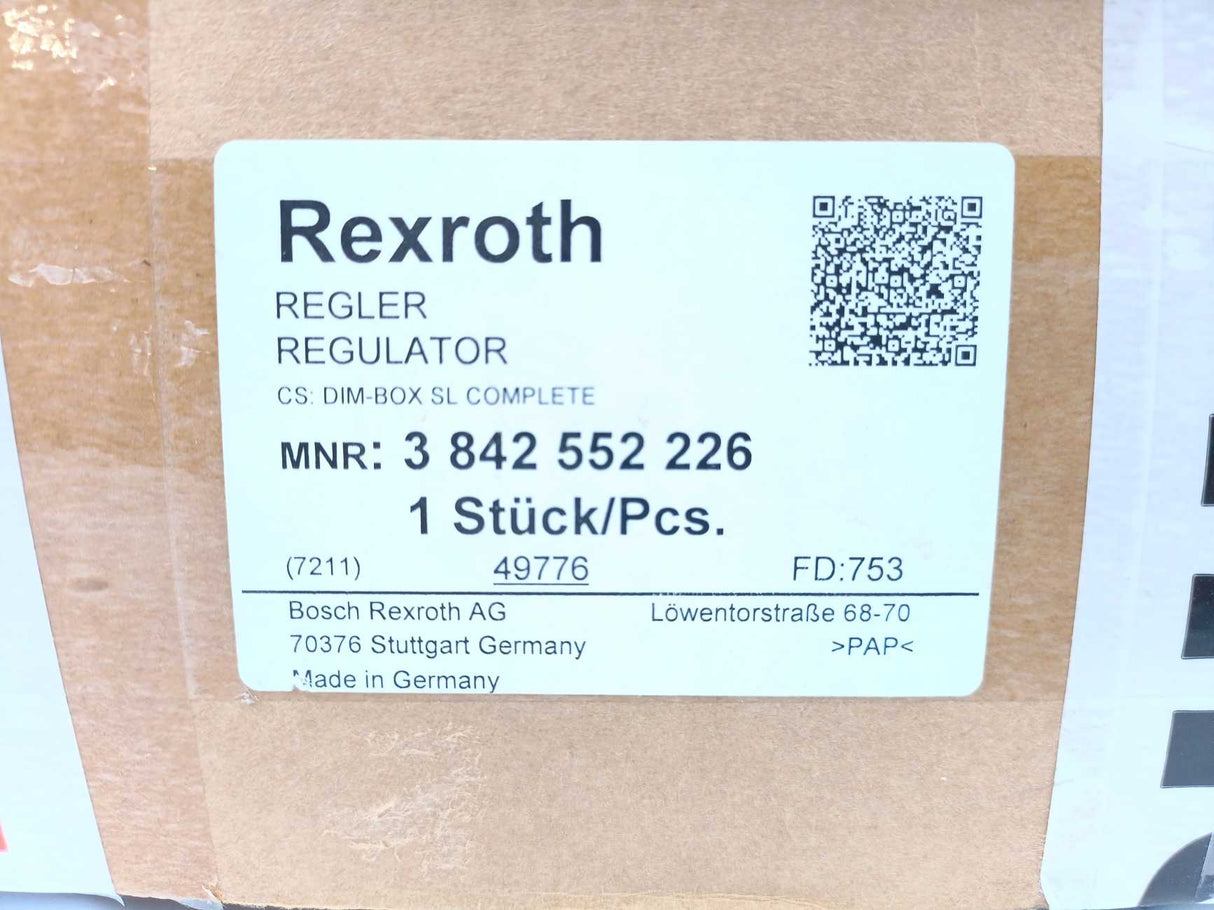 Rexroth
REGLER
REGULATOR
CS: DIM-BOX SL COMPLETE
MNR: 3 842 552 226
1 Stück/Pcs.
(7211) 49776 FD:753
Bosch Rexroth AG Löwentorstraße 68-70
70376 Stuttgart Germany >PAP<
Made in Germany